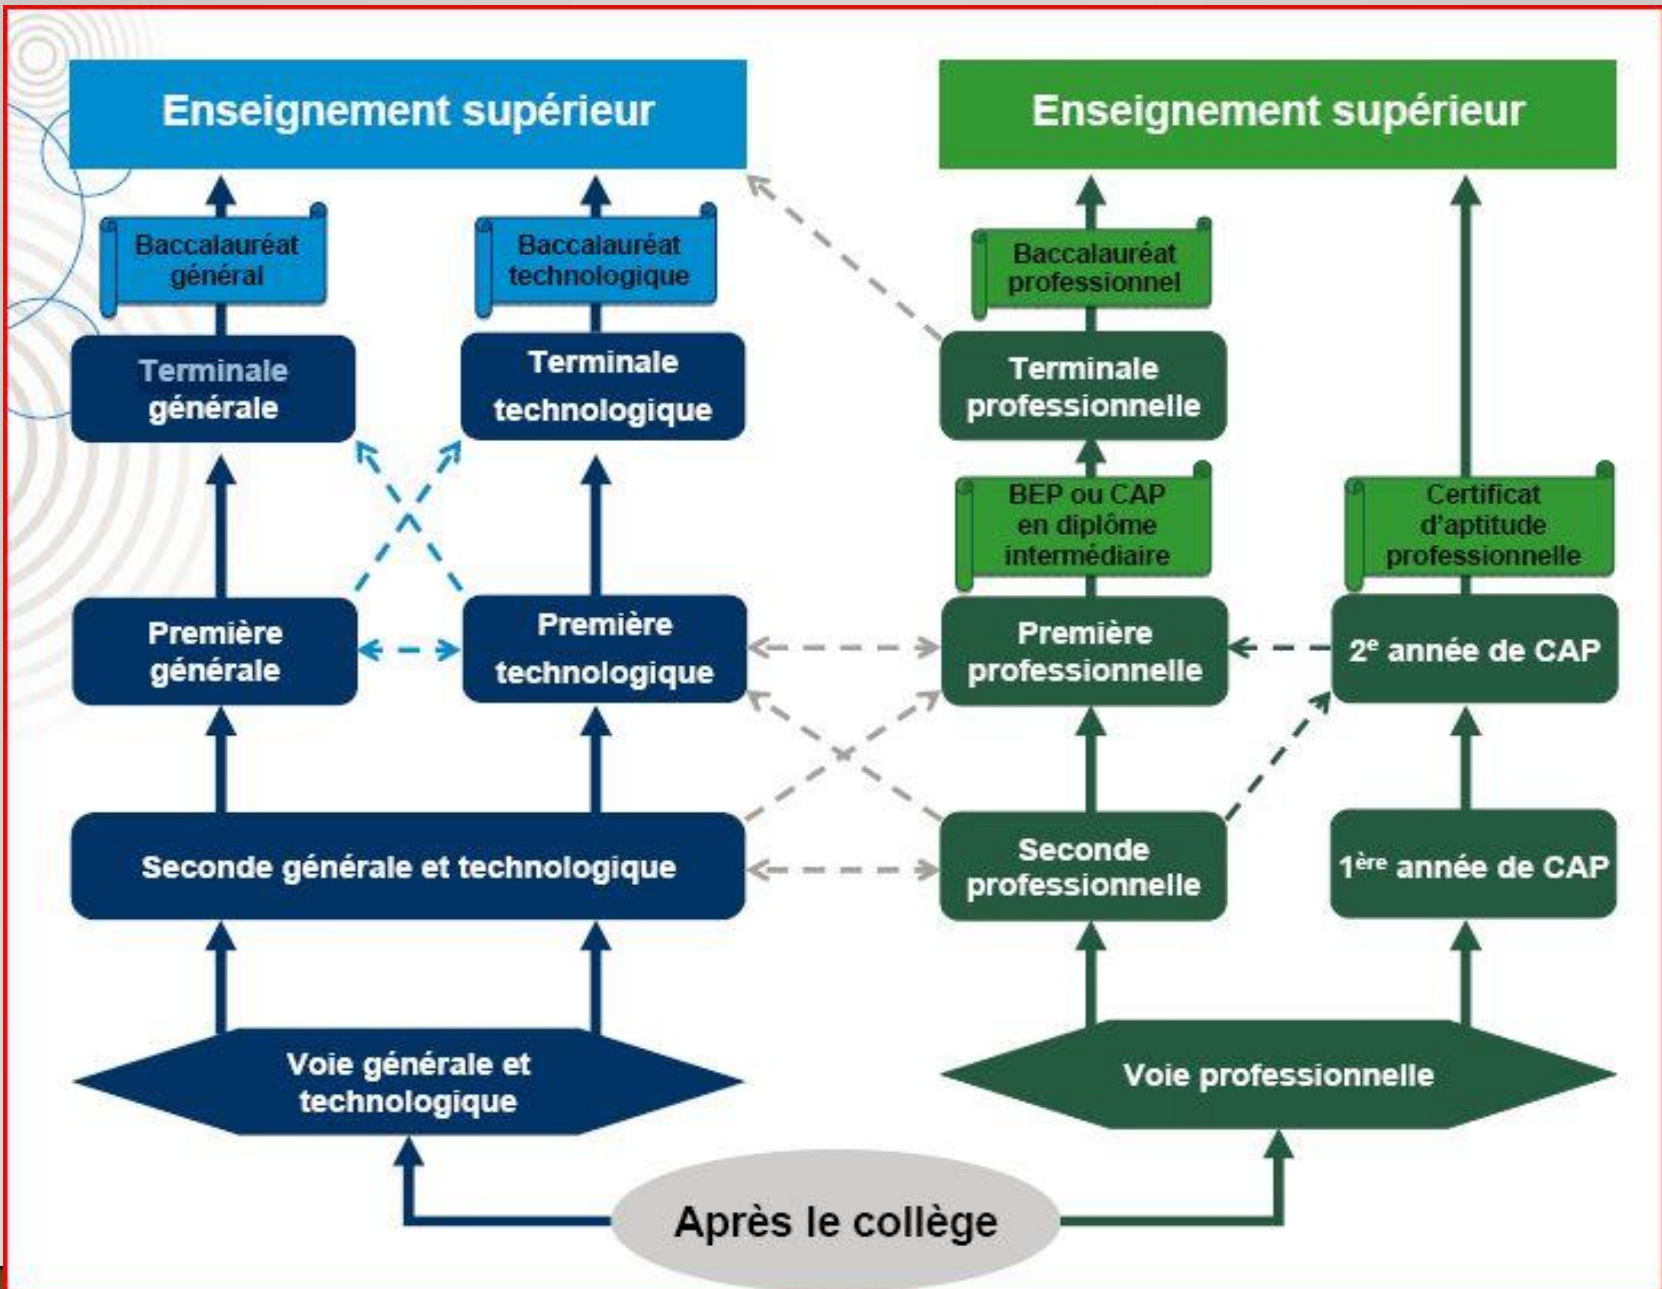 Enseignement supérieur
Enseignement supérieur
Baccalauréat
général
Baccalauréat
technologique
Baccalauréat
professionnel
Terminale
générale
Terminale
technologique
Terminale
professionnelle
BEP ou CAP
en diplôme
intermédiaire
Certificat
d'aptitude
professionnelle
Première
générale
Première
technologique
Première
professionnelle
2e année de CAP
Seconde générale et technologique
Seconde
professionnelle
1ère année de CAP
Voie générale et
technologique
Voie professionnelle
Après le collège